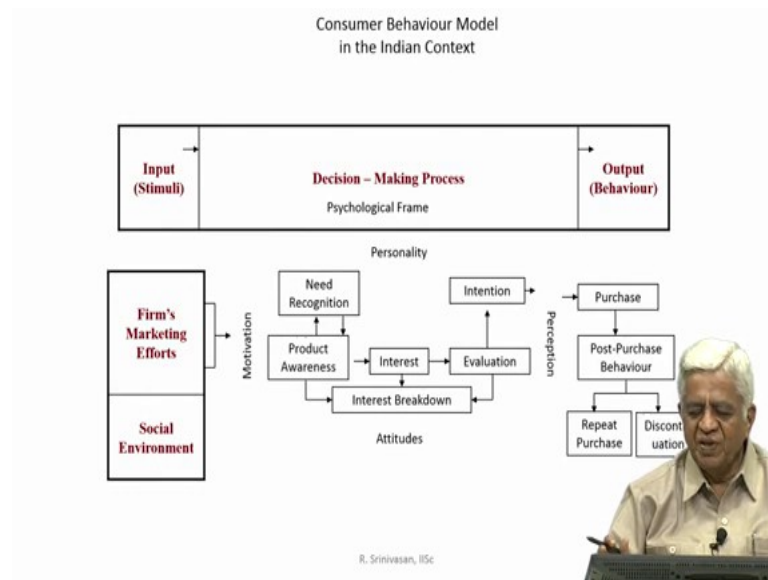 Consumer Behaviour Model
in the Indian Context
Input
(Stimuli)
Decision – Making Process
Psychological Frame
Output
(Behaviour)
Personality
Firm's
Marketing
Efforts
Social
Environment
Motivation
Need
Recognition
Product
Awareness
Interest
Evaluation
Intention
Interest Breakdown
Attitudes
Perception
Purchase
Post-Purchase
Behaviour
Repeat
Purchase
Discont
uation
R. Srinivasan, IISc